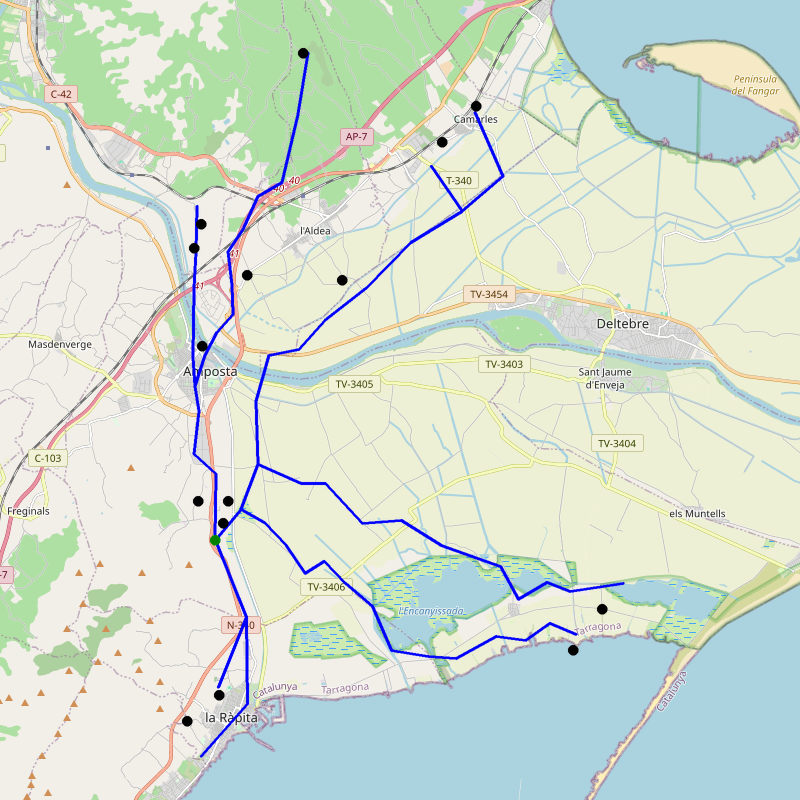 Península
del Fangar
C-42
Camarles
AP-7
T-340
40
40
l'Aldea
41
41
TV-3454
Deltebre
Masdenverge
Amposta
TV-3405
TV-3403
Sant Jaume
d'Enveja
TV-3404
C-103
Freginals
els Muntells
-7
TV-3406
l'Encanyissada
N-340
Tarragona
Catalunya
Tarragona
Catalunya
la Ràpita